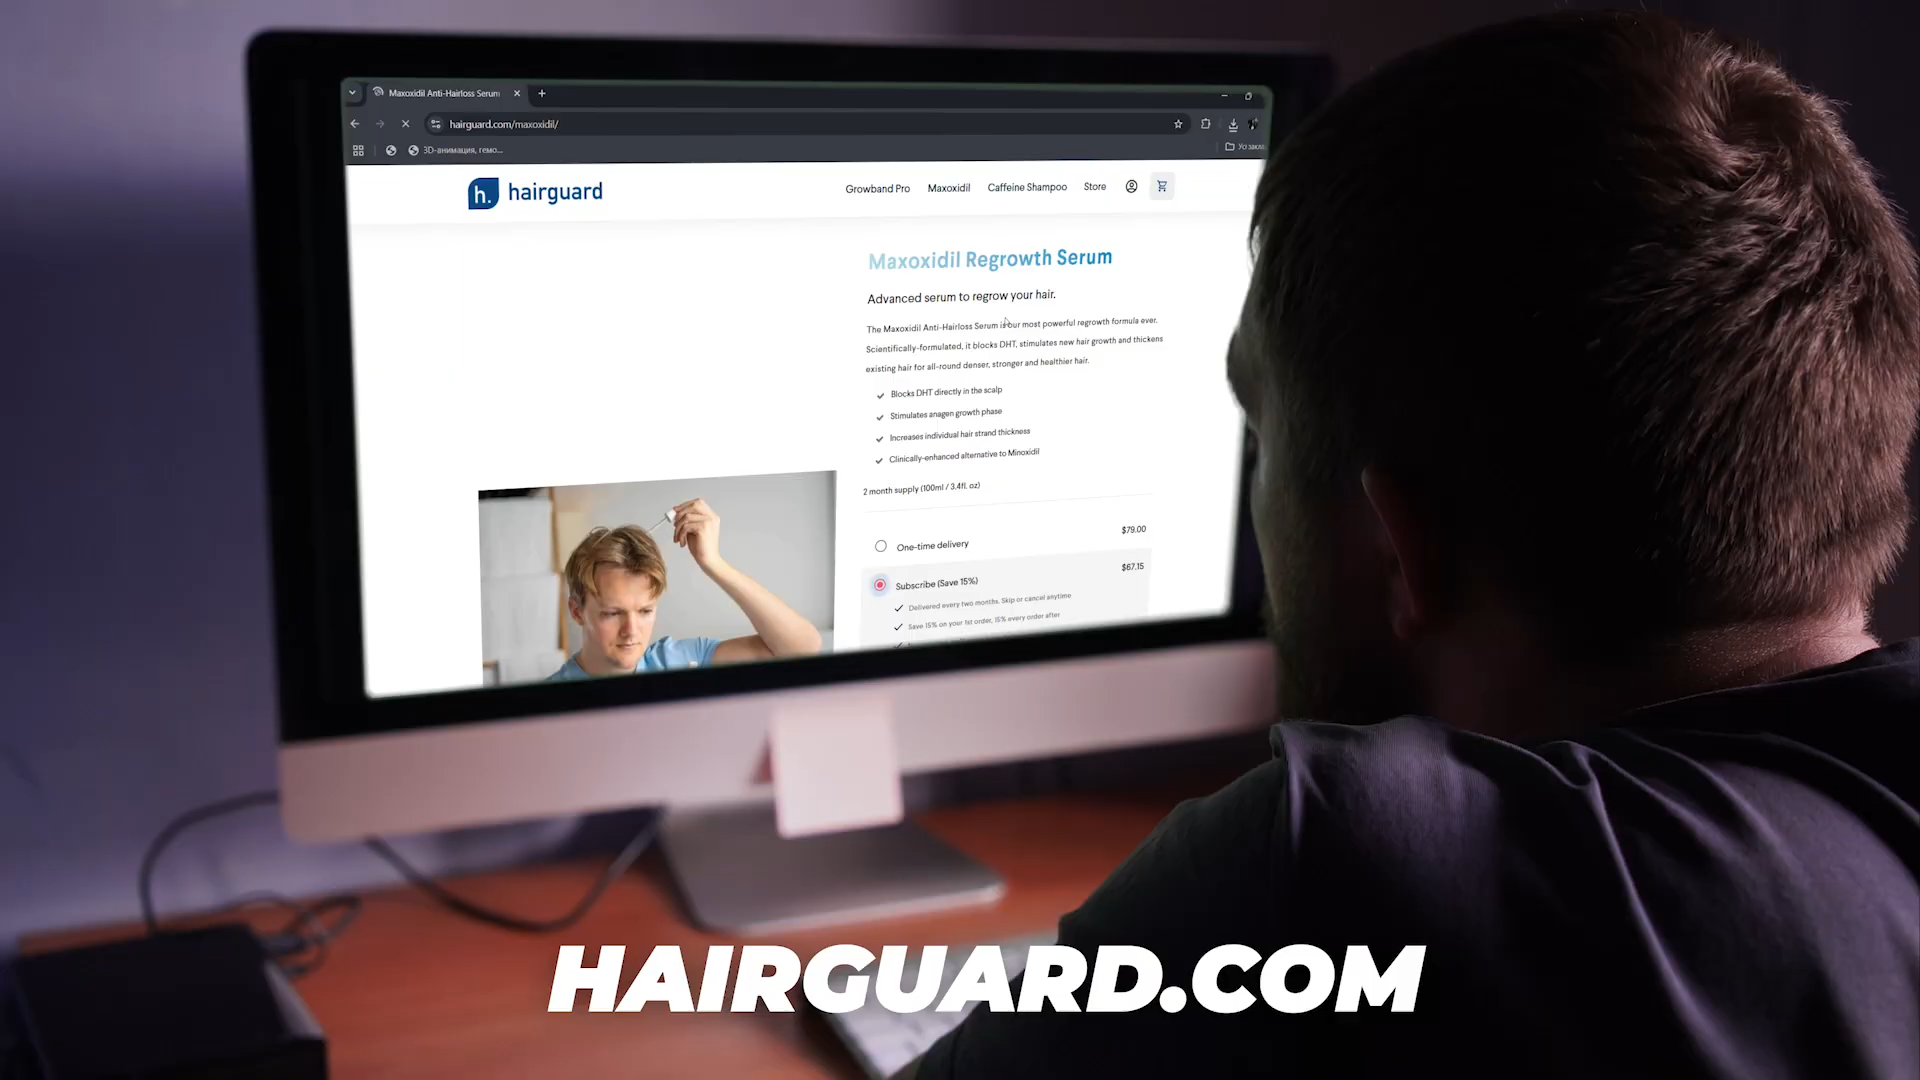 Maxoxidil Anti-Hairloss Serum
hairguard.com/maxoxidil/
3D-анимация, гемо...
Усі закла
h. hairguard
Growband Pro
Maxoxidil
Caffeine Shampoo
Store
Maxoxidil Regrowth Serum
Advanced serum to regrow your hair.
The Maxoxidil Anti-Hairloss Serum is our most powerful regrowth formula ever.
Scientifically-formulated, it blocks DHT, stimulates new hair growth and thickens
existing hair for all-round denser, stronger and healthier hair.
Blocks DHT directly in the scalp
Stimulates anagen growth phase
Increases individual hair strand thickness
Clinically-enhanced alternative to Minoxidil
2 month supply (100ml / 3.4fl. oz)
One-time delivery $79.00
Subscribe (Save 15%) $67.15
Delivered every two months. Skip or cancel anytime
Save 15% on your 1st order, 15% every order after
HAIRGUARD.COM